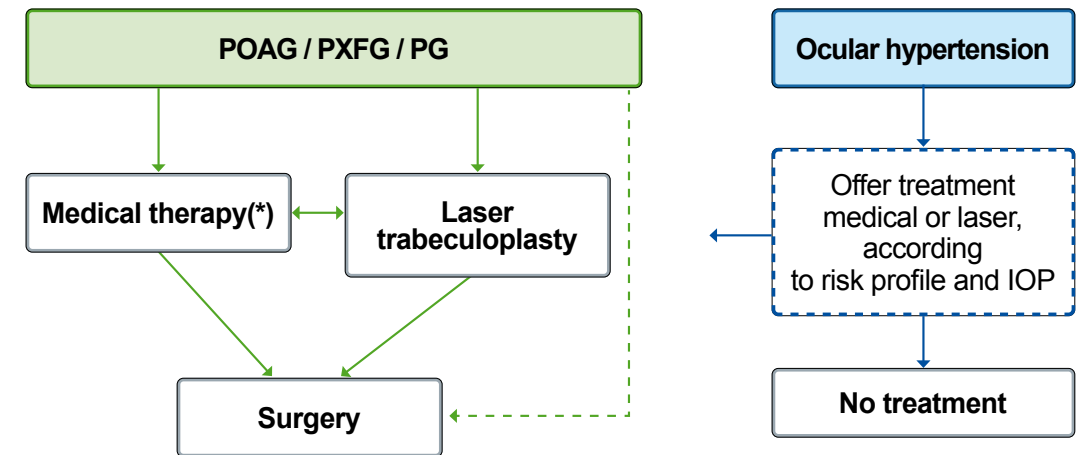 POAG / PXFG / PG
Medical therapy(*)
Laser
trabeculoplasty
Surgery
Ocular hypertension
Offer treatment
medical or laser,
according
to risk profile and IOP
No treatment